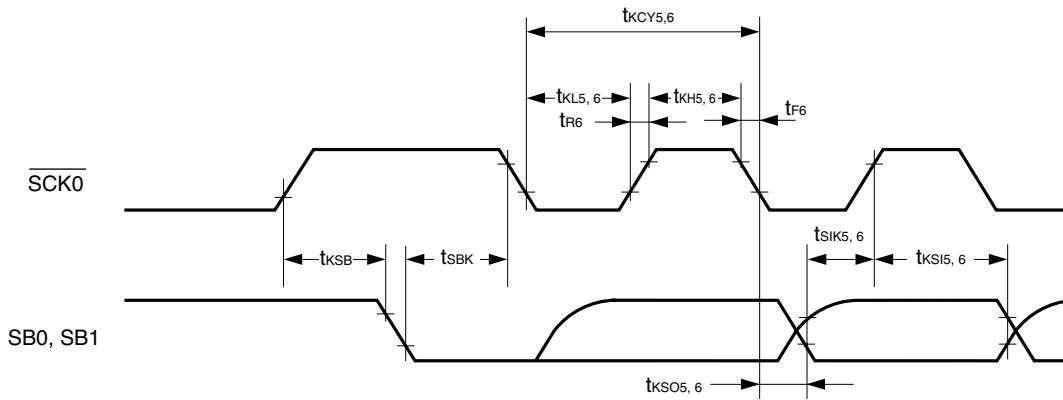 tKCY5,6
tKL5, 6
tKH5, 6
tR6
tF6
SCK0
tSIK5, 6
tKSB
tSBK
tKSI5, 6
SB0, SB1
tKSO5, 6